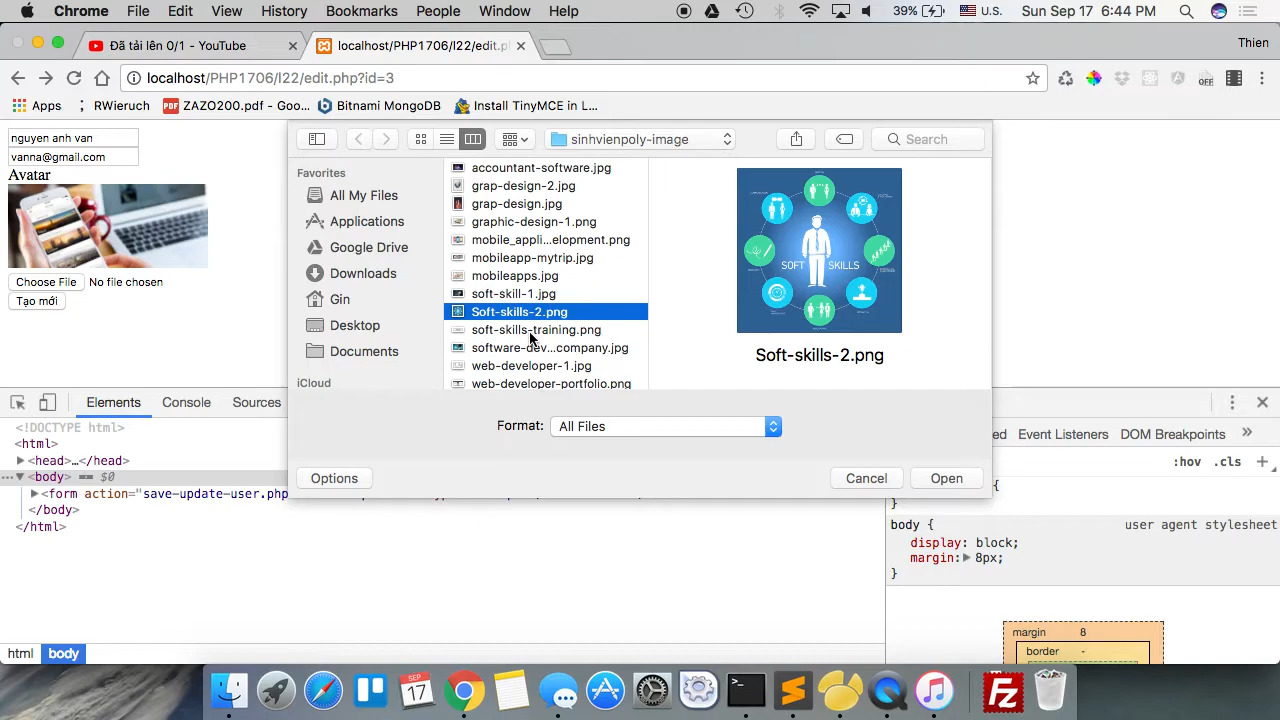 Chrome File Edit View History Bookmarks People Window Help 39% U.S. Sun Sep 17 6:44 PM
Đã tải lên 0/1 - YouTube × localhost/PHP1706/l22/edit.p × Thien
localhost/PHP1706/l22/edit.php?id=3
Apps RWieruch ZAZO200.pdf - Goo... Bitnami MongoDB Install TinyMCE in L...
nguyen anh van
vanna@gmail.com
Avatar
Choose File No file chosen
Tạo mới
sinhvienpoly-image
Search
Favorites
All My Files
Applications
Google Drive
Downloads
Gin
Desktop
Documents
iCloud
accountant-software.jpg
grap-design-2.jpg
grap-design.jpg
graphic-design-1.png
mobile_appli...elopment.png
mobileapp-mytrip.jpg
mobileapps.jpg
soft-skill-1.jpg
Soft-skills-2.png
soft-skills-training.png
software-dev...company.jpg
web-developer-1.jpg
web-developer-portfolio.png
SOFT SKILLS
Soft-skills-2.png
Format: All Files
Options Cancel Open
Elements Console Sources
<!DOCTYPE html>
<html>
<head>…</head>
<body> == $0
<form action="save-update-user.php
</body>
</html>
html body
ed Event Listeners DOM Breakpoints »
:hov .cls +
{
}
body { user agent stylesheet
display: block;
margin: 8px;
}
margin 8
border -
SEP
17
Fz